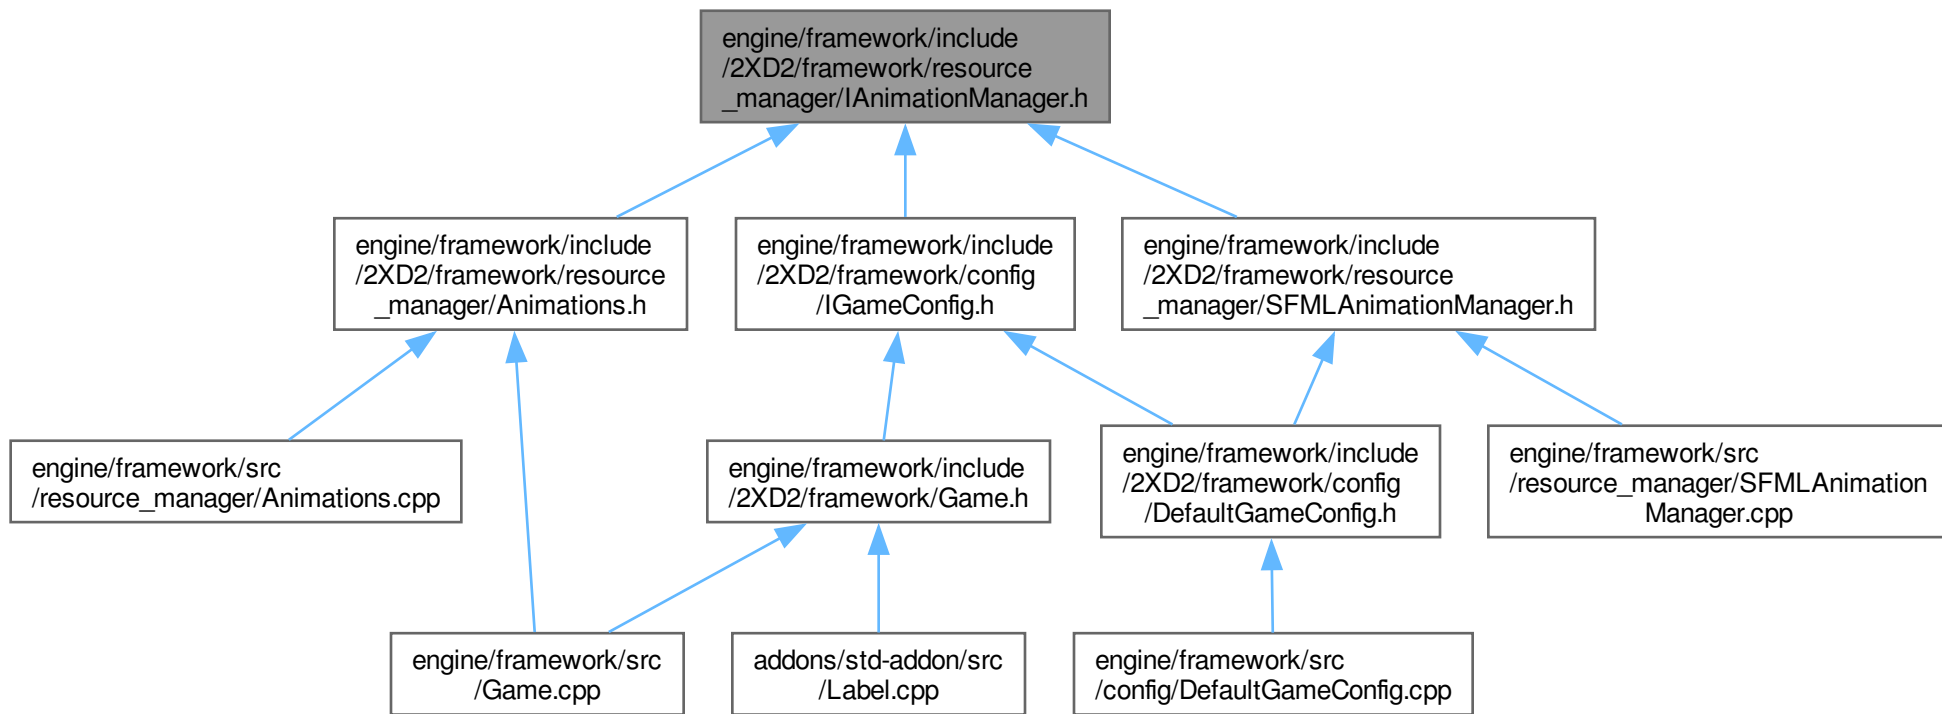 engine/framework/include
/2XD2/framework/resource
_manager/IAnimationManager.h
engine/framework/include
/2XD2/framework/resource
_manager/Animations.h
engine/framework/include
/2XD2/framework/config
/IGameConfig.h
engine/framework/include
/2XD2/framework/resource
_manager/SFMLAnimationManager.h
engine/framework/src
/resource_manager/Animations.cpp
engine/framework/include
/2XD2/framework/Game.h
engine/framework/include
/2XD2/framework/config
/DefaultGameConfig.h
engine/framework/src
/resource_manager/SFMLAnimation
Manager.cpp
engine/framework/src
/Game.cpp
addons/std-addon/src
/Label.cpp
engine/framework/src
/config/DefaultGameConfig.cpp